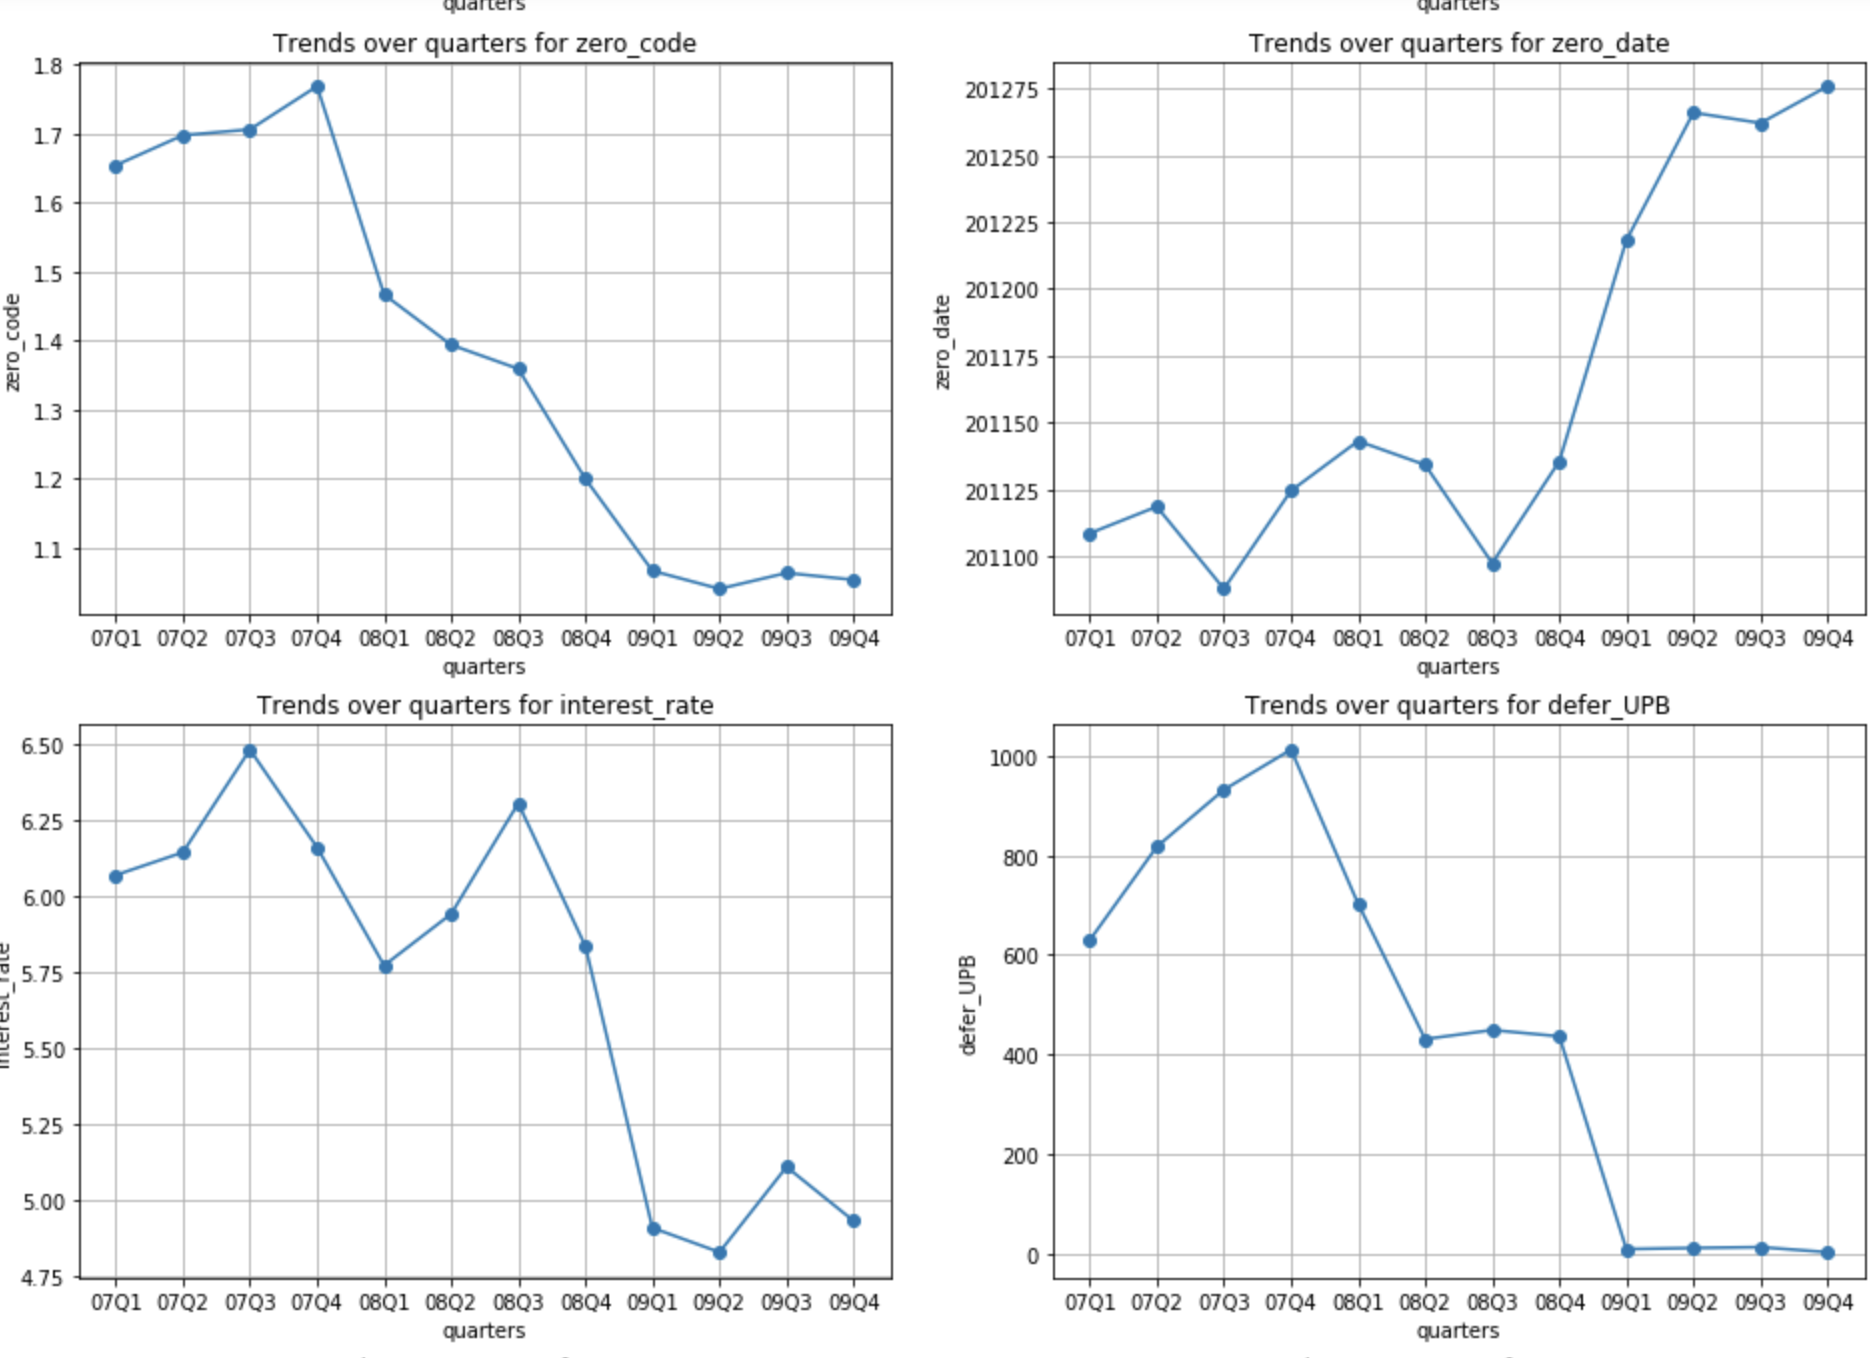 quarters
quarters
Trends over quarters for zero_code
1.8
1.7
1.6
1.5
1.4
1.3
1.2
1.1
zero_code
07Q1 07Q2 07Q3 07Q4 08Q1 08Q2 08Q3 08Q4 09Q1 09Q2 09Q3 09Q4
quarters
Trends over quarters for zero_date
201275
201250
201225
201200
201175
201150
201125
201100
zero_date
07Q1 07Q2 07Q3 07Q4 08Q1 08Q2 08Q3 08Q4 09Q1 09Q2 09Q3 09Q4
quarters
Trends over quarters for interest_rate
6.50
6.25
6.00
5.75
5.50
5.25
5.00
4.75
interest_rate
07Q1 07Q2 07Q3 07Q4 08Q1 08Q2 08Q3 08Q4 09Q1 09Q2 09Q3 09Q4
quarters
Trends over quarters for defer_UPB
1000
800
600
400
200
0
defer_UPB
07Q1 07Q2 07Q3 07Q4 08Q1 08Q2 08Q3 08Q4 09Q1 09Q2 09Q3 09Q4
quarters